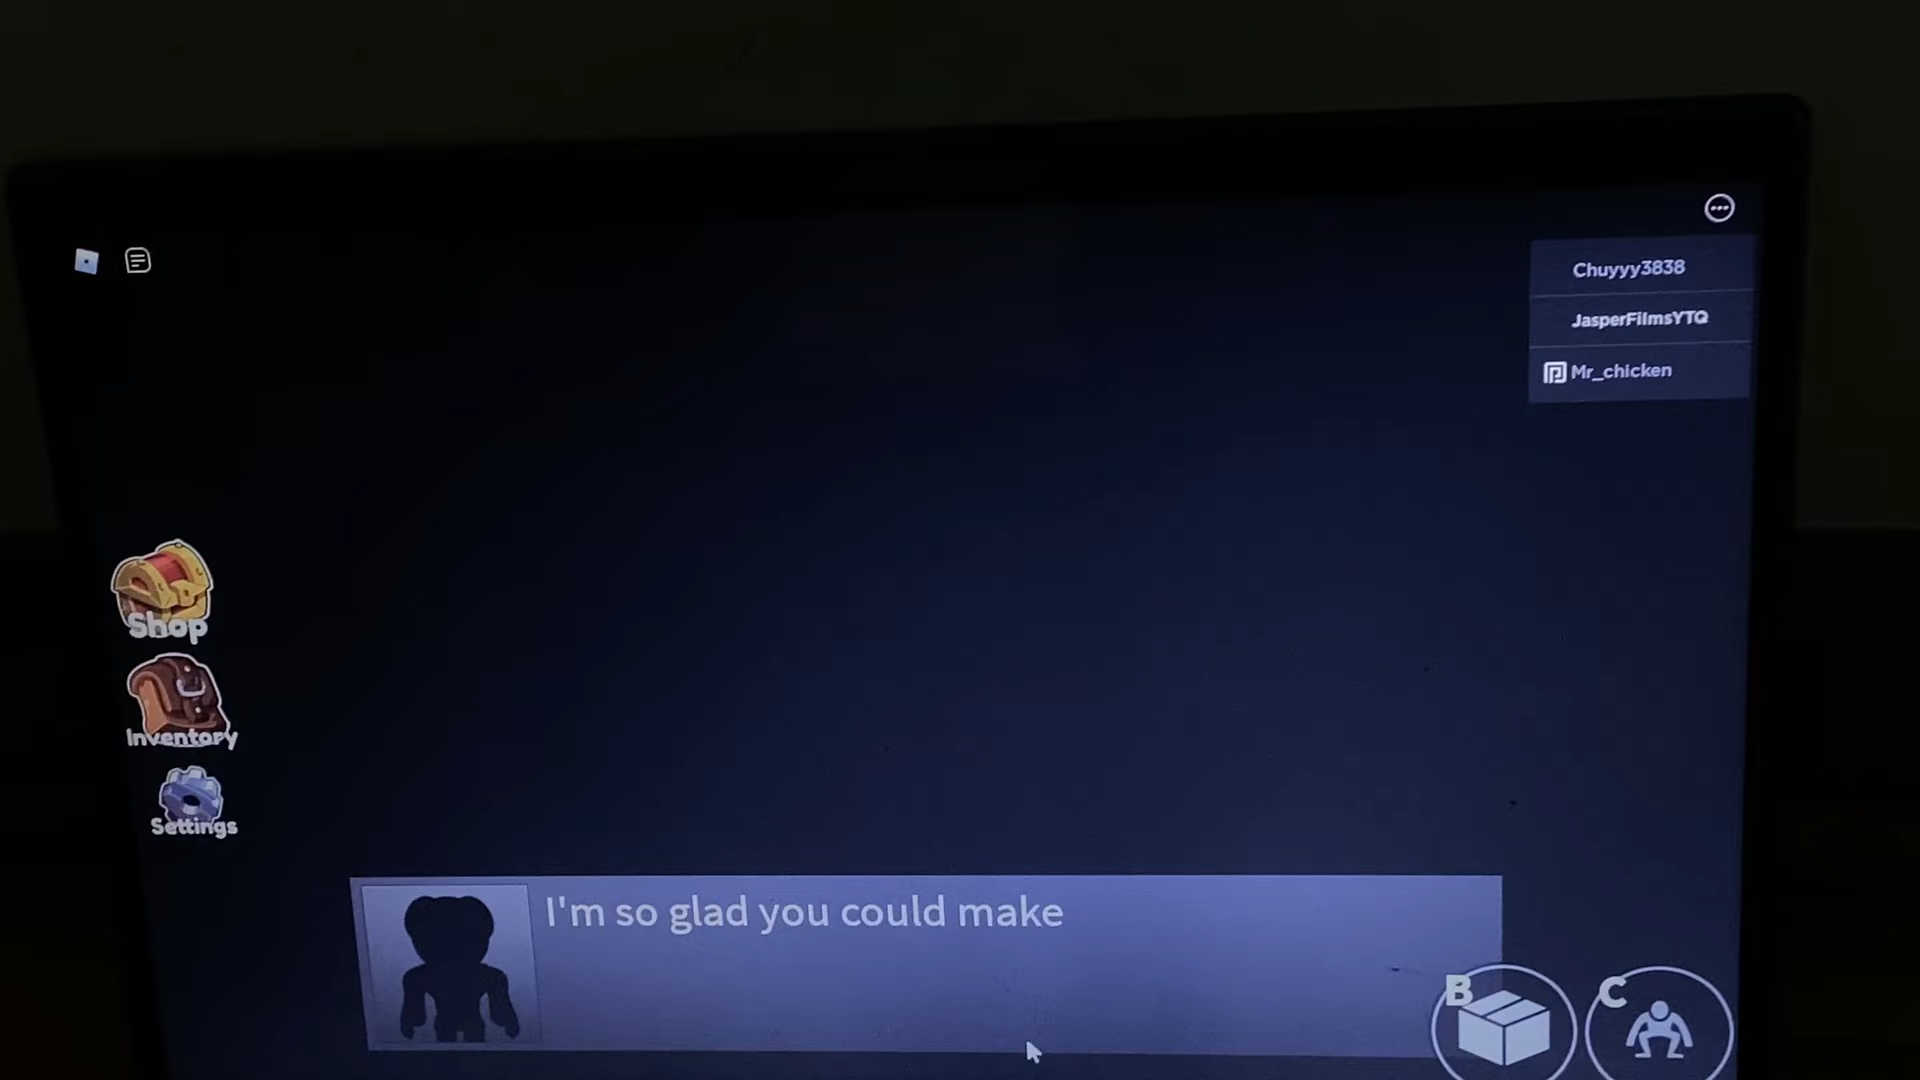 Chuyyy3838
JasperFilmsYTQ
Mr_chicken
Shop
Inventory
Settings
I'm so glad you could make
B
C